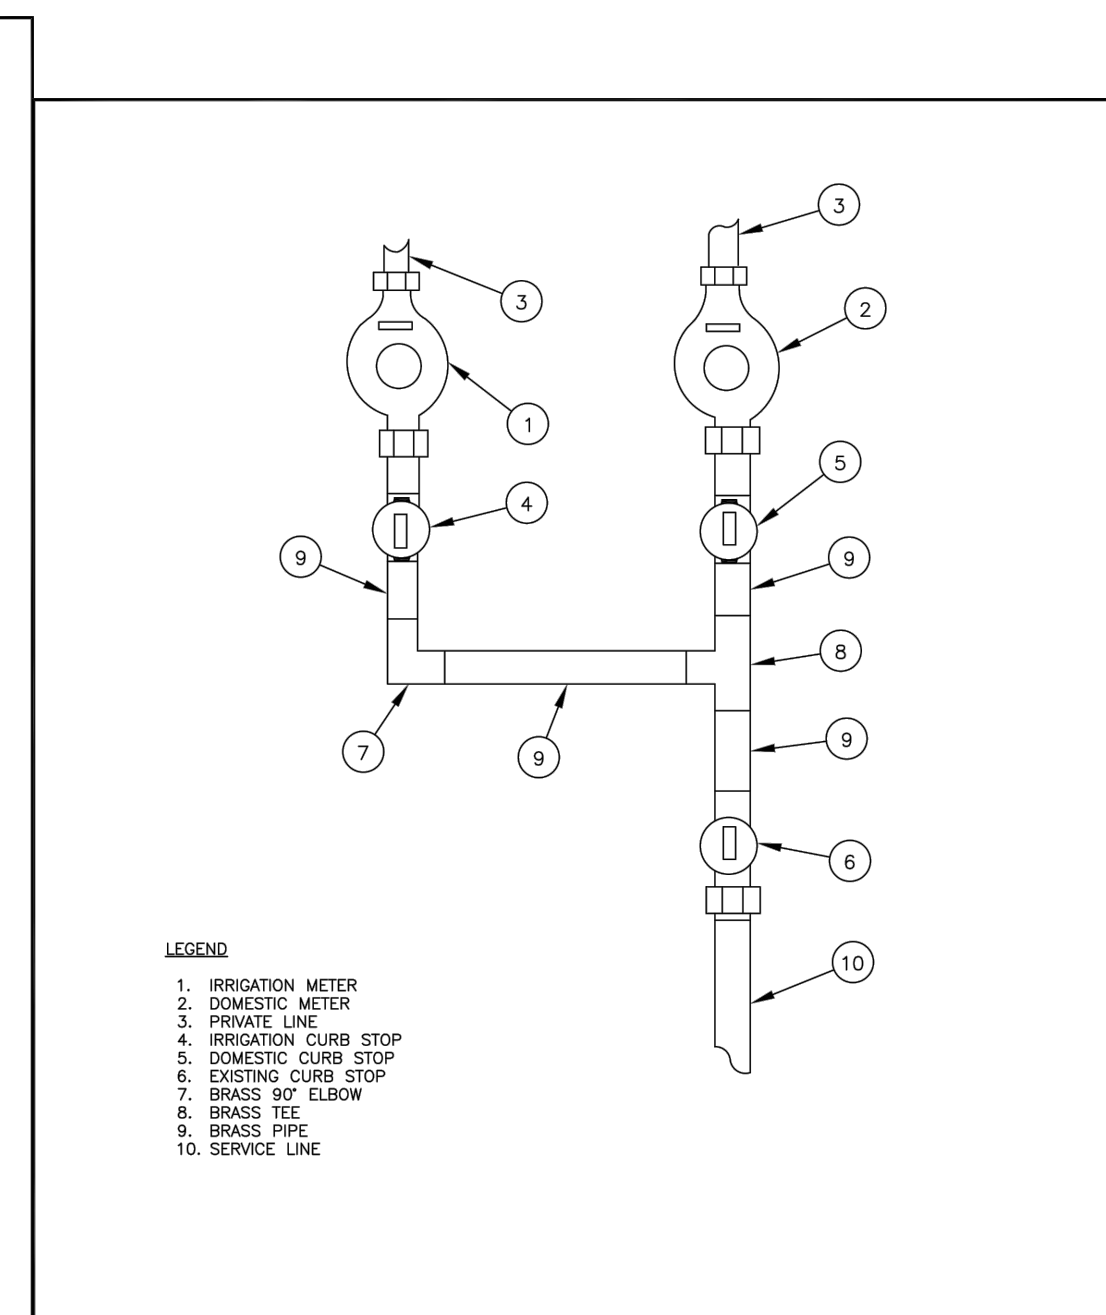 3
3
2
1
5
4
9
9
8
9
7
9
6
10
LEGEND
1. IRRIGATION METER
2. DOMESTIC METER
3. PRIVATE LINE
4. IRRIGATION CURB STOP
5. DOMESTIC CURB STOP
6. EXISTING CURB STOP
7. BRASS 90° ELBOW
8. BRASS TEE
9. BRASS PIPE
10. SERVICE LINE